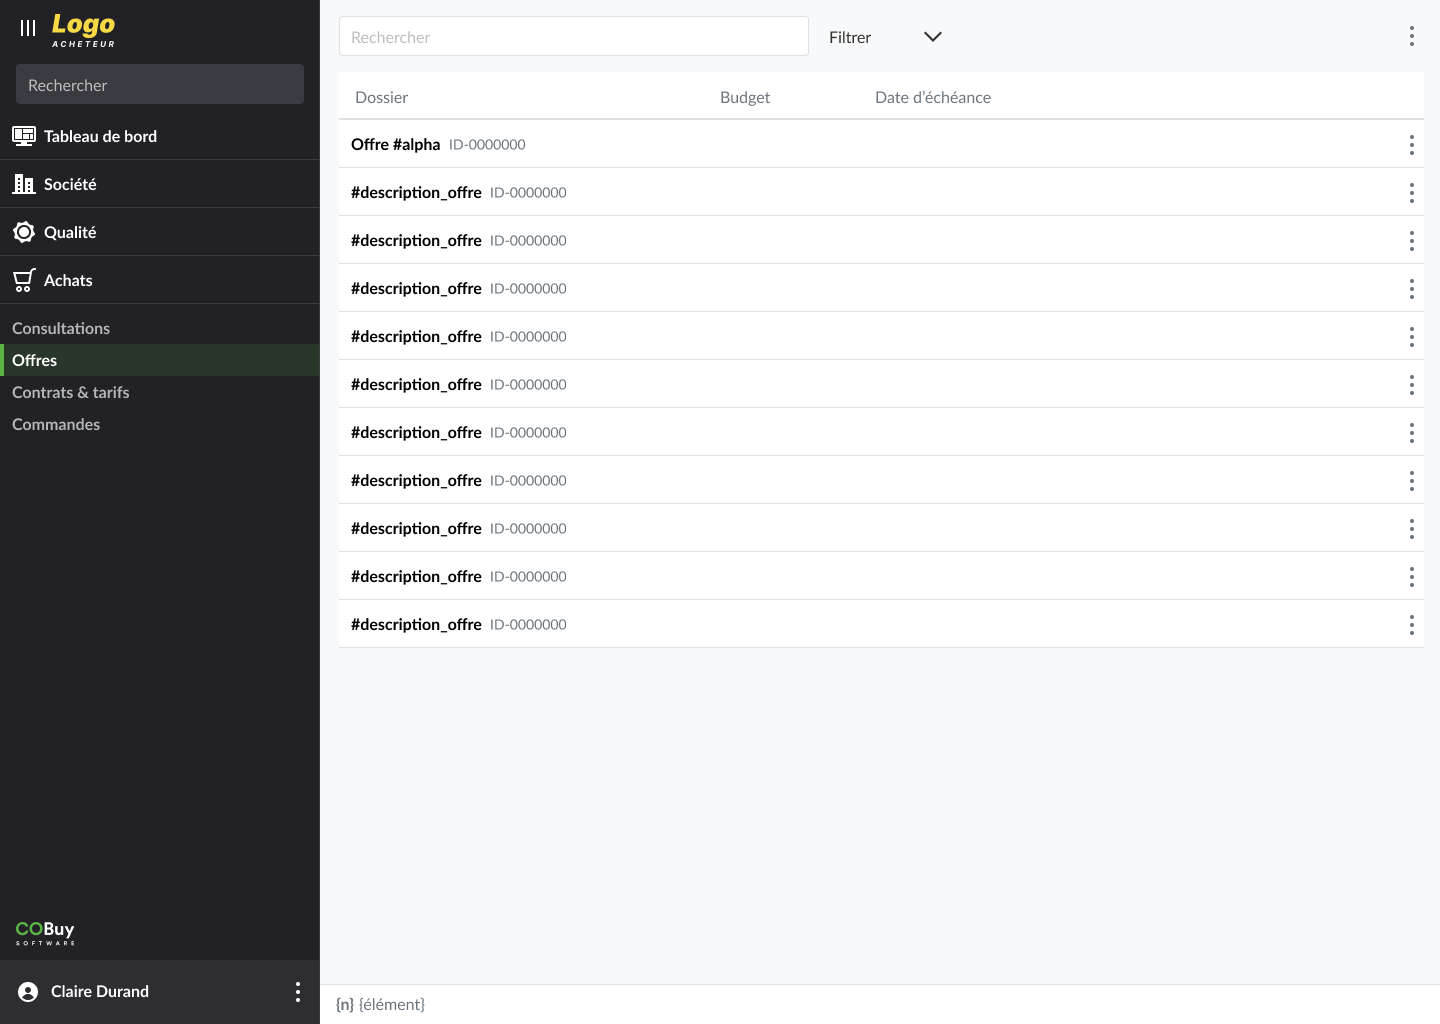 Logo
ACHETEUR
Rechercher
Tableau de bord
Société
Qualité
Achats
Consultations
Offres
Contrats & tarifs
Commandes
COBuy
SOFTWARE
Claire Durand
Rechercher
Filtrer
Dossier Budget Date d’échéance
Offre #alpha ID-0000000
#description_offre ID-0000000
#description_offre ID-0000000
#description_offre ID-0000000
#description_offre ID-0000000
#description_offre ID-0000000
#description_offre ID-0000000
#description_offre ID-0000000
#description_offre ID-0000000
#description_offre ID-0000000
#description_offre ID-0000000
{n} {élément}